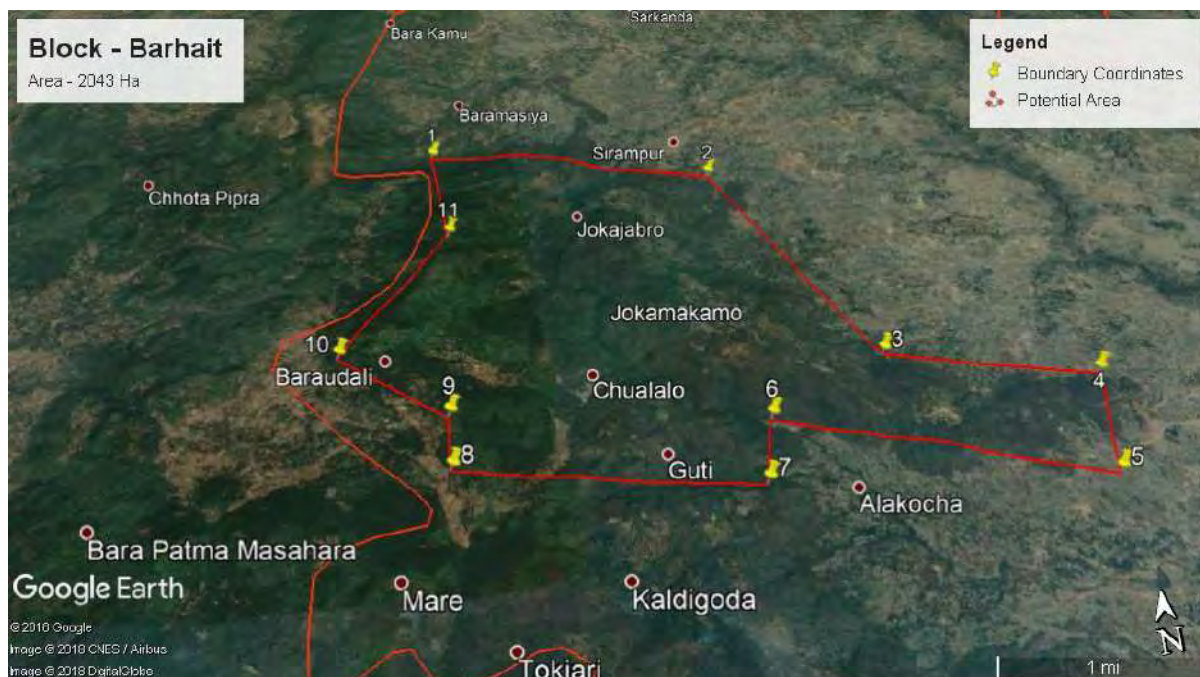 Block - Barhait
Area - 2043 Ha
Legend
Boundary Coordinates
Potential Area
Sarkanda
Bara Kamu
Baramasiya
1
Sirampur
2
Chhota Pipra
11
Jokajabro
Jokamakamo
3
10
Baraudali
4
Chualalo
9
6
8
Guti
7
5
Alakocha
Bara Patma Masahara
Mare
Kaldigoda
Google Earth
© 2018 Google
Image © 2018 CNES / Airbus
Image © 2018 DigitalGlobe
Tokiari
N
1 mi